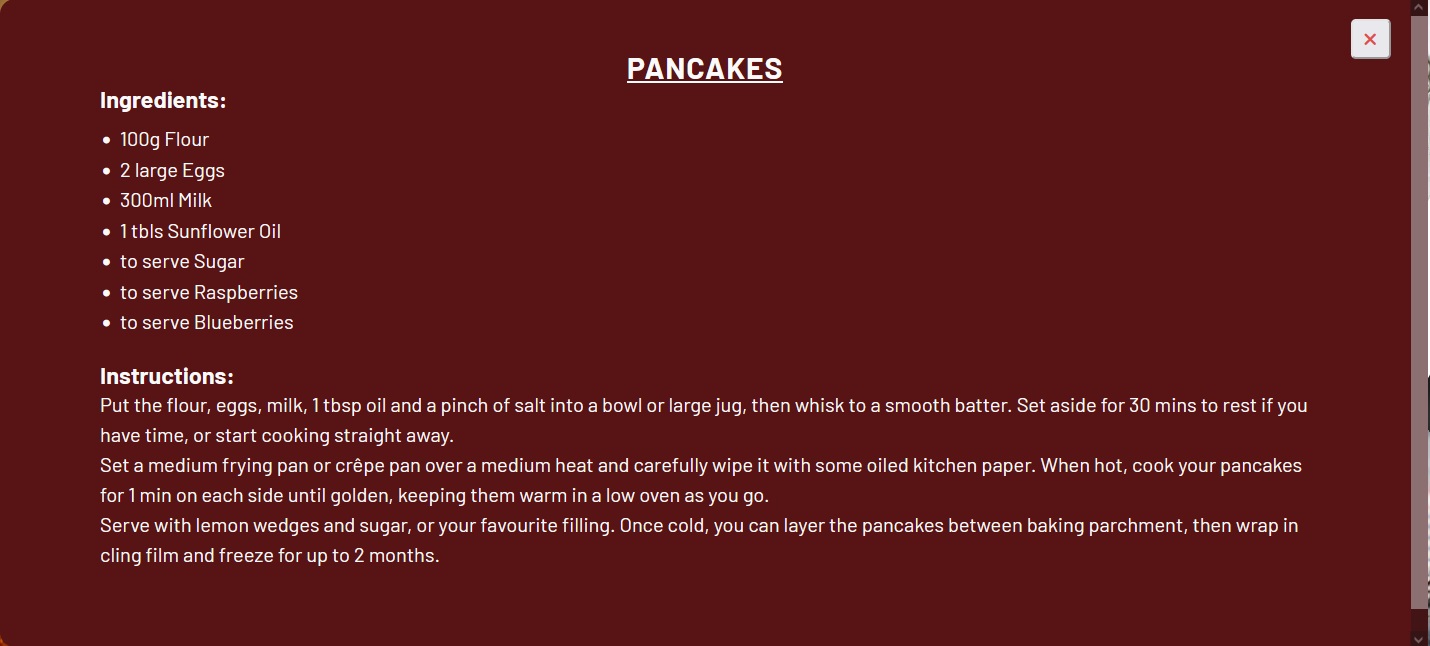 PANCAKES
Ingredients:
• 100g Flour
• 2 large Eggs
• 300ml Milk
• 1 tbls Sunflower Oil
• to serve Sugar
• to serve Raspberries
• to serve Blueberries
Instructions:
Put the flour, eggs, milk, 1 tbsp oil and a pinch of salt into a bowl or large jug, then whisk to a smooth batter. Set aside for 30 mins to rest if you
have time, or start cooking straight away.
Set a medium frying pan or crêpe pan over a medium heat and carefully wipe it with some oiled kitchen paper. When hot, cook your pancakes
for 1 min on each side until golden, keeping them warm in a low oven as you go.
Serve with lemon wedges and sugar, or your favourite filling. Once cold, you can layer the pancakes between baking parchment, then wrap in
cling film and freeze for up to 2 months.